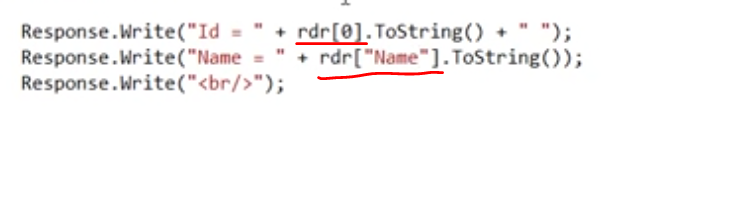 Response.Write("Id = " + rdr[0].ToString() + " ");
Response.Write("Name = " + rdr["Name"].ToString());
Response.Write("<br/>");